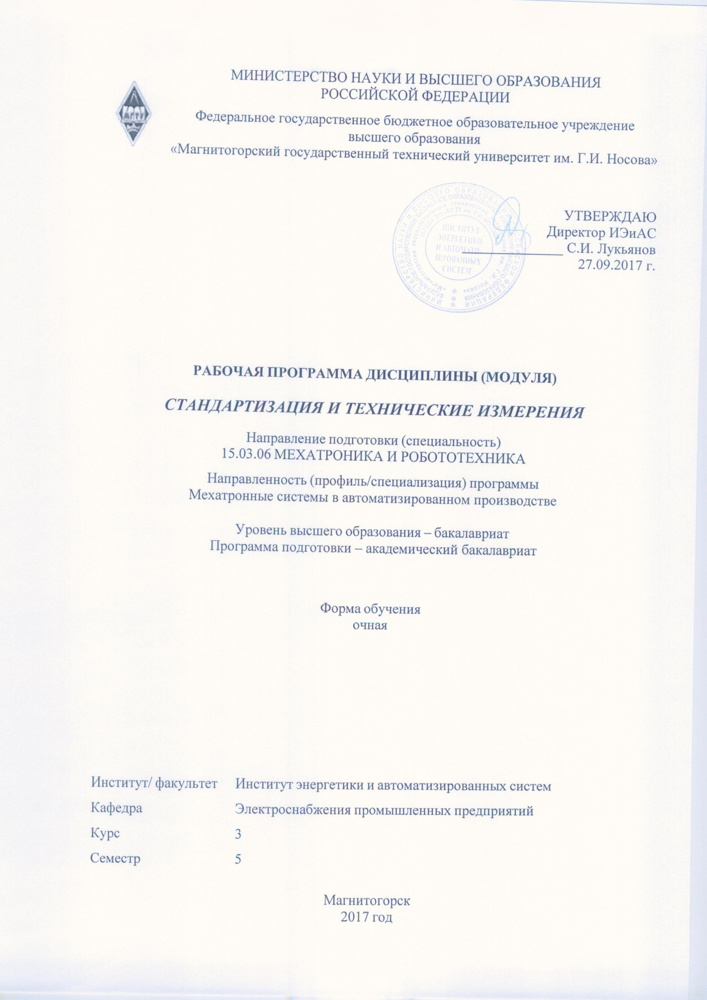 МИНИСТЕРСТВО НАУКИ И ВЫСШЕГО ОБРАЗОВАНИЯ
РОССИЙСКОЙ ФЕДЕРАЦИИ
МГТУ
Федеральное государственное бюджетное образовательное учреждение
высшего образования
«Магнитогорский государственный технический университет им. Г.И. Носова»
УТВЕРЖДАЮ
Директор ИЭиАС
С.И. Лукьянов
27.09.2017 г.
МИНИСТЕРСТВО НАУКИ И ВЫСШЕГО ОБРАЗОВАНИЯ РОССИЙСКОЙ ФЕДЕРАЦИИ
ФЕДЕРАЛЬНОЕ ГОСУДАРСТВЕННОЕ БЮДЖЕТНОЕ ОБРАЗОВАТЕЛЬНОЕ УЧРЕЖДЕНИЕ ВЫСШЕГО ОБРАЗОВАНИЯ
«Магнитогорский государственный технический университет им. Г.И. Носова»
(ФГБОУ ВО «МГТУ им. Г.И. Носова»)
ИНСТИТУТ
ЭНЕРГЕТИКИ
И АВТОМАТИ-
ЗИРОВАННЫХ
СИСТЕМ
РАБОЧАЯ ПРОГРАММА ДИСЦИПЛИНЫ (МОДУЛЯ)
СТАНДАРТИЗАЦИЯ И ТЕХНИЧЕСКИЕ ИЗМЕРЕНИЯ
Направление подготовки (специальность)
15.03.06 МЕХАТРОНИКА И РОБОТОТЕХНИКА
Направленность (профиль/специализация) программы
Мехатронные системы в автоматизированном производстве
Уровень высшего образования – бакалавриат
Программа подготовки – академический бакалавриат
Форма обучения
очная
Институт/ факультет Институт энергетики и автоматизированных систем
Кафедра Электроснабжения промышленных предприятий
Курс 3
Семестр 5
Магнитогорск
2017 год